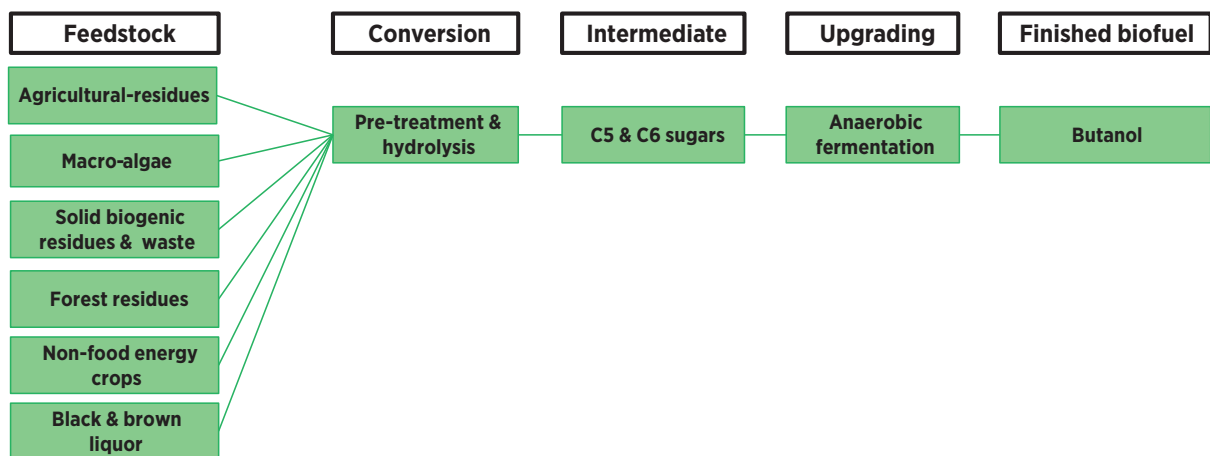 Feedstock
Conversion
Intermediate
Upgrading
Finished biofuel
Agricultural-residues
Macro-algae
Solid biogenic
residues & waste
Forest residues
Non-food energy
crops
Black & brown
liquor
Pre-treatment &
hydrolysis
C5 & C6 sugars
Anaerobic
fermentation
Butanol